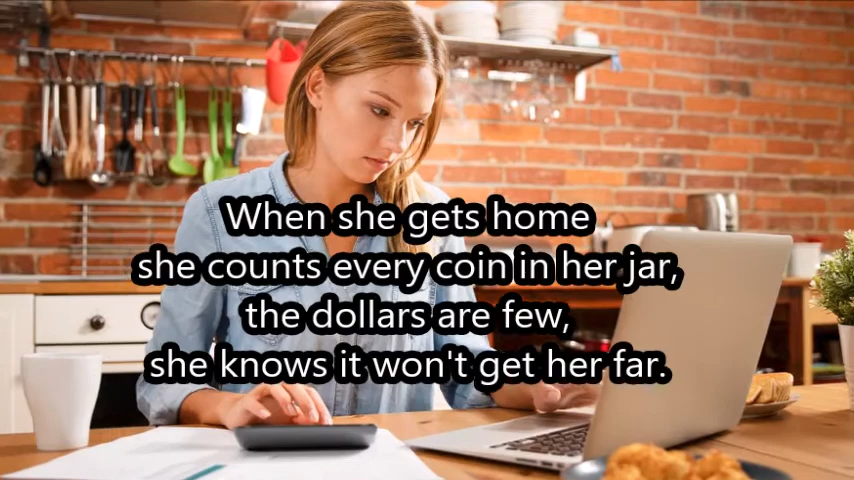 When she gets home
she counts every coin in her jar,
the dollars are few,
she knows it won't get her far.